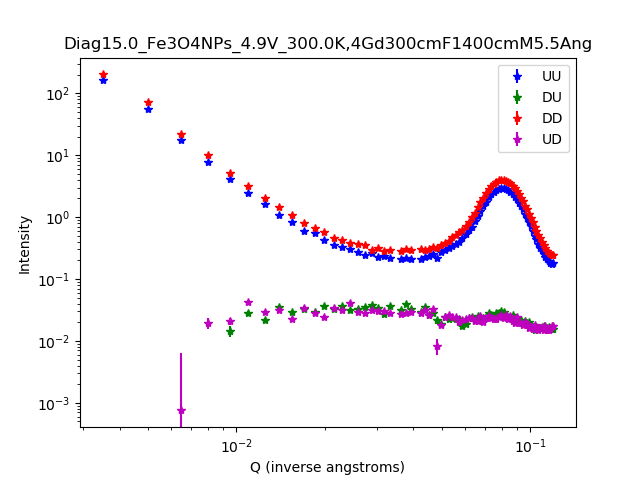 Diag15.0_Fe3O4NPs_4.9V_300.0K,4Gd300cmF1400cmM5.5Ang
UU
DU
DD
UD
10²
10¹
10⁰
10⁻¹
10⁻²
10⁻³
Intensity
10⁻² 10⁻¹
Q (inverse angstroms)